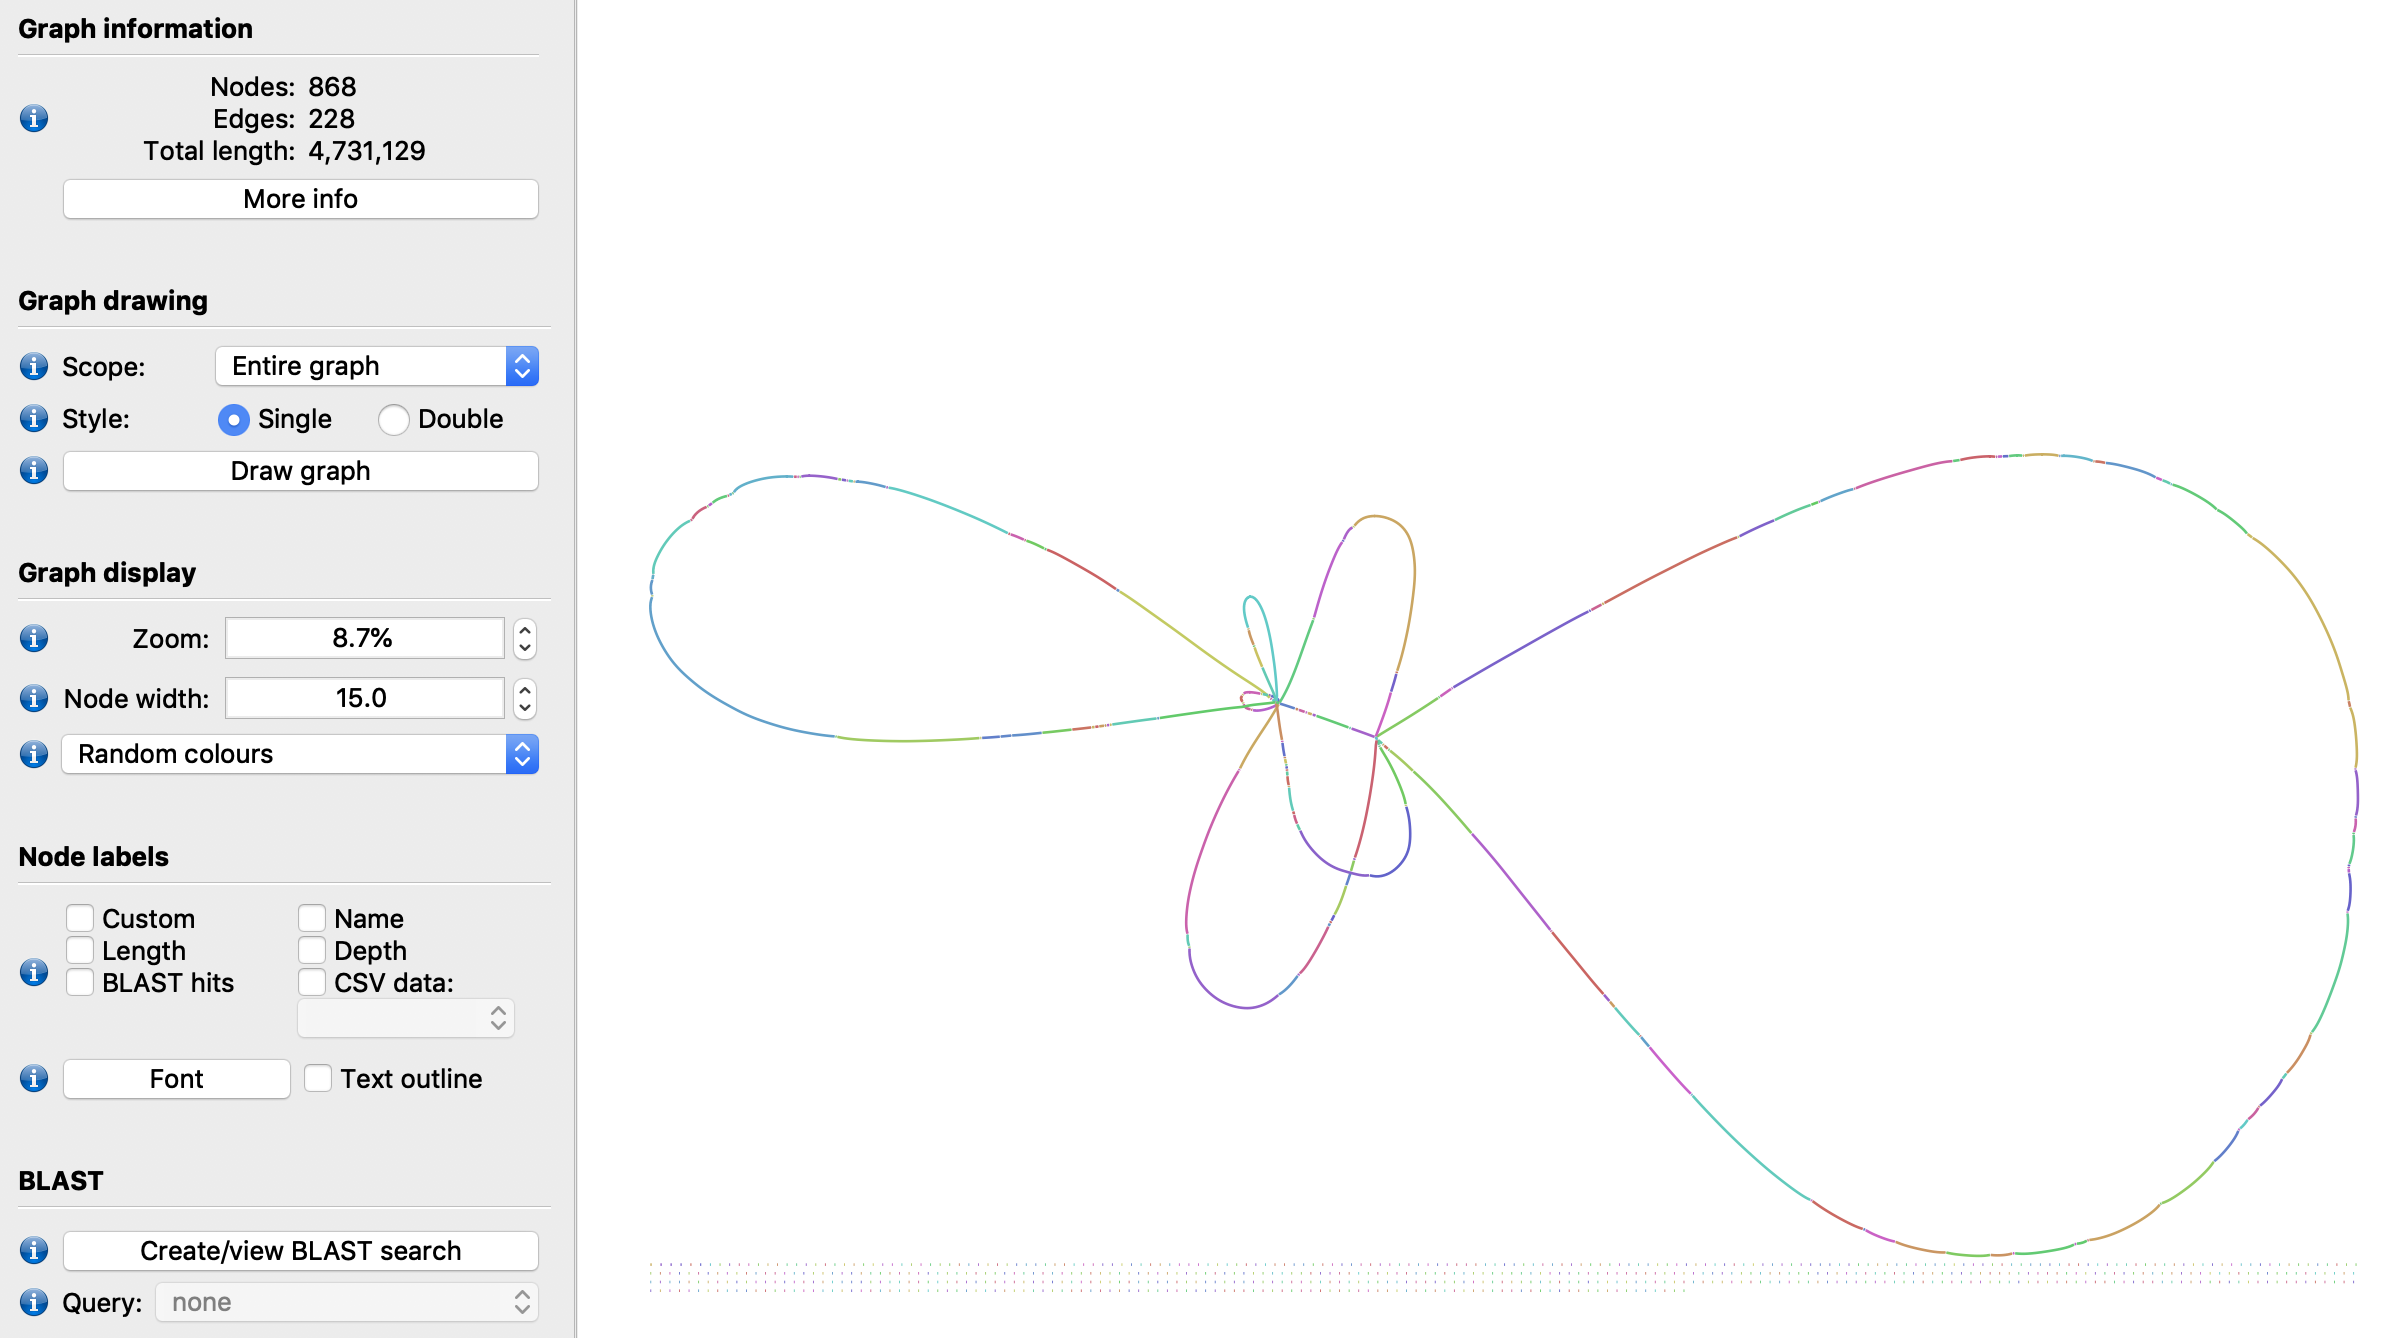 Graph information
Nodes: 868
Edges: 228
Total length: 4,731,129
More info
Graph drawing
Scope: Entire graph
Style: Single Double
Draw graph
Graph display
Zoom: 8.7%
Node width: 15.0
Random colours
Node labels
Custom Name
Length Depth
BLAST hits CSV data:
Font Text outline
BLAST
Create/view BLAST search
Query: none